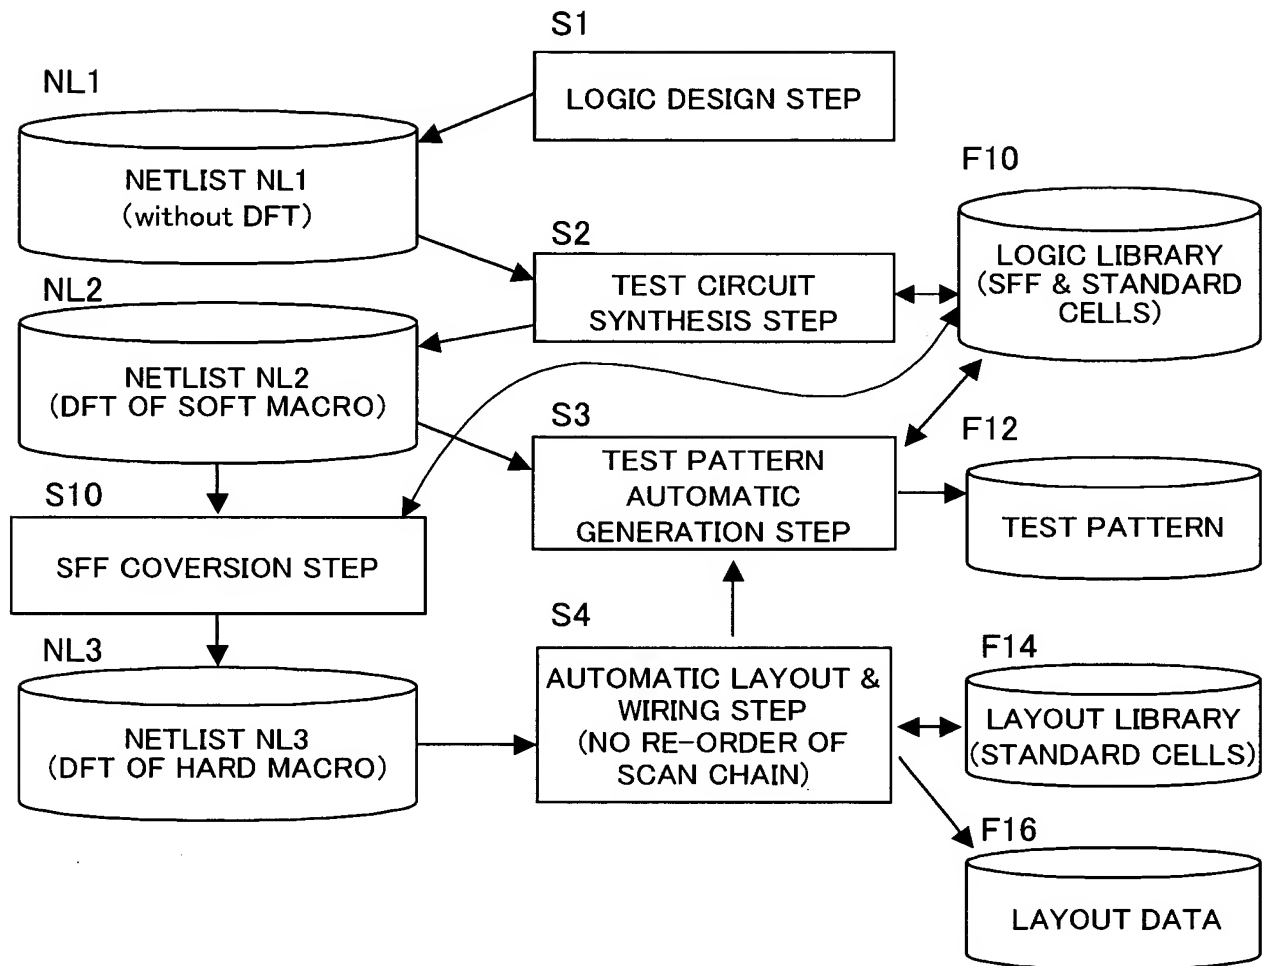 S1
LOGIC DESIGN STEP
NL1
NETLIST NL1
(without DFT)
F10
LOGIC LIBRARY
(SFF & STANDARD
CELLS)
S2
TEST CIRCUIT
SYNTHESIS STEP
NL2
NETLIST NL2
(DFT OF SOFT MACRO)
S3
TEST PATTERN
AUTOMATIC
GENERATION STEP
F12
TEST PATTERN
S10
SFF COVERSION STEP
NL3
NETLIST NL3
(DFT OF HARD MACRO)
S4
AUTOMATIC LAYOUT &
WIRING STEP
(NO RE-ORDER OF
SCAN CHAIN)
F14
LAYOUT LIBRARY
(STANDARD CELLS)
F16
LAYOUT DATA